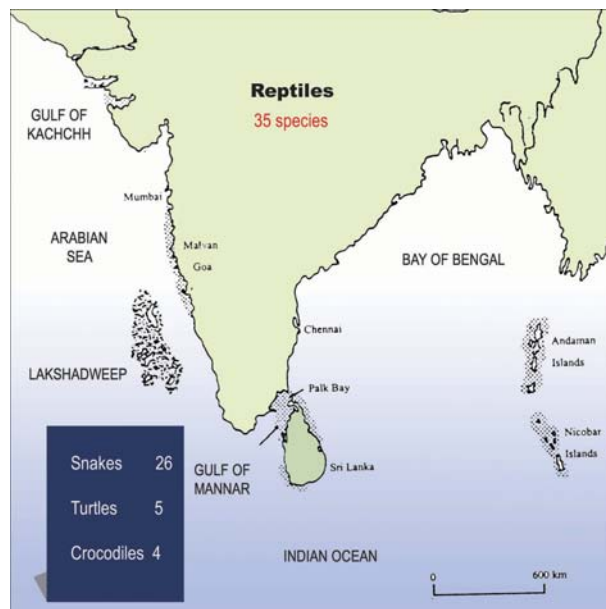 Reptiles
35 species
GULF OF
KACHCHH
Mumbai
ARABIAN
SEA
Malvan
Goa
BAY OF BENGAL
Chennai
Andaman
Islands
LAKSHADWEEP
Palk Bay
Nicobar
Islands
GULF OF
MANNAR
Sri Lanka
Snakes 26
Turtles 5
Crocodiles 4
INDIAN OCEAN
0 600 km